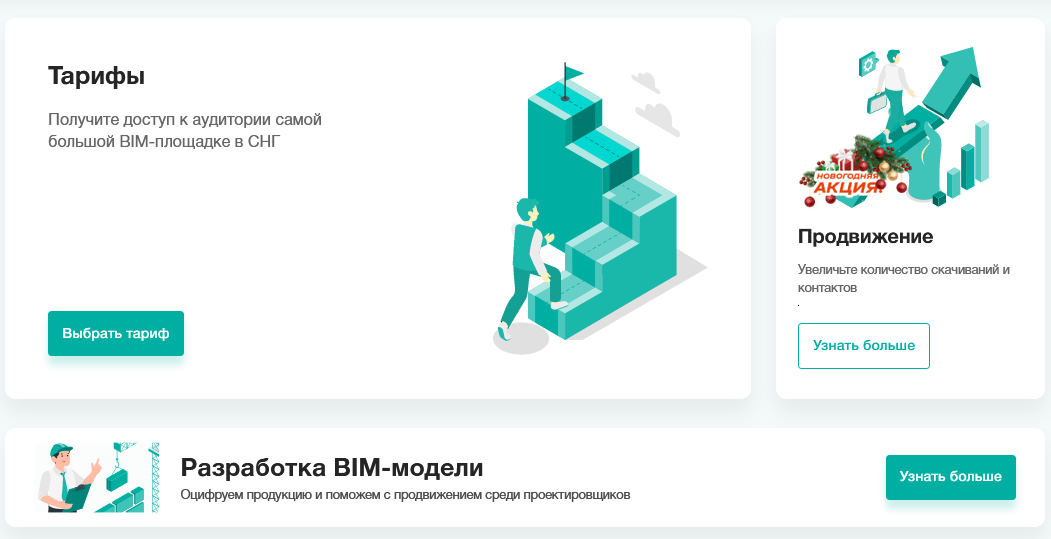 Тарифы
Получите доступ к аудитории самой
большой BIM-площадке в СНГ
Выбрать тариф
НОВОГОДНЯЯ
АКЦИЯ!
Продвижение
Увеличьте количество скачиваний и
контактов
.
Узнать больше
Разработка BIM-модели
Оцифруем продукцию и поможем с продвижением среди проектировщиков
Узнать больше